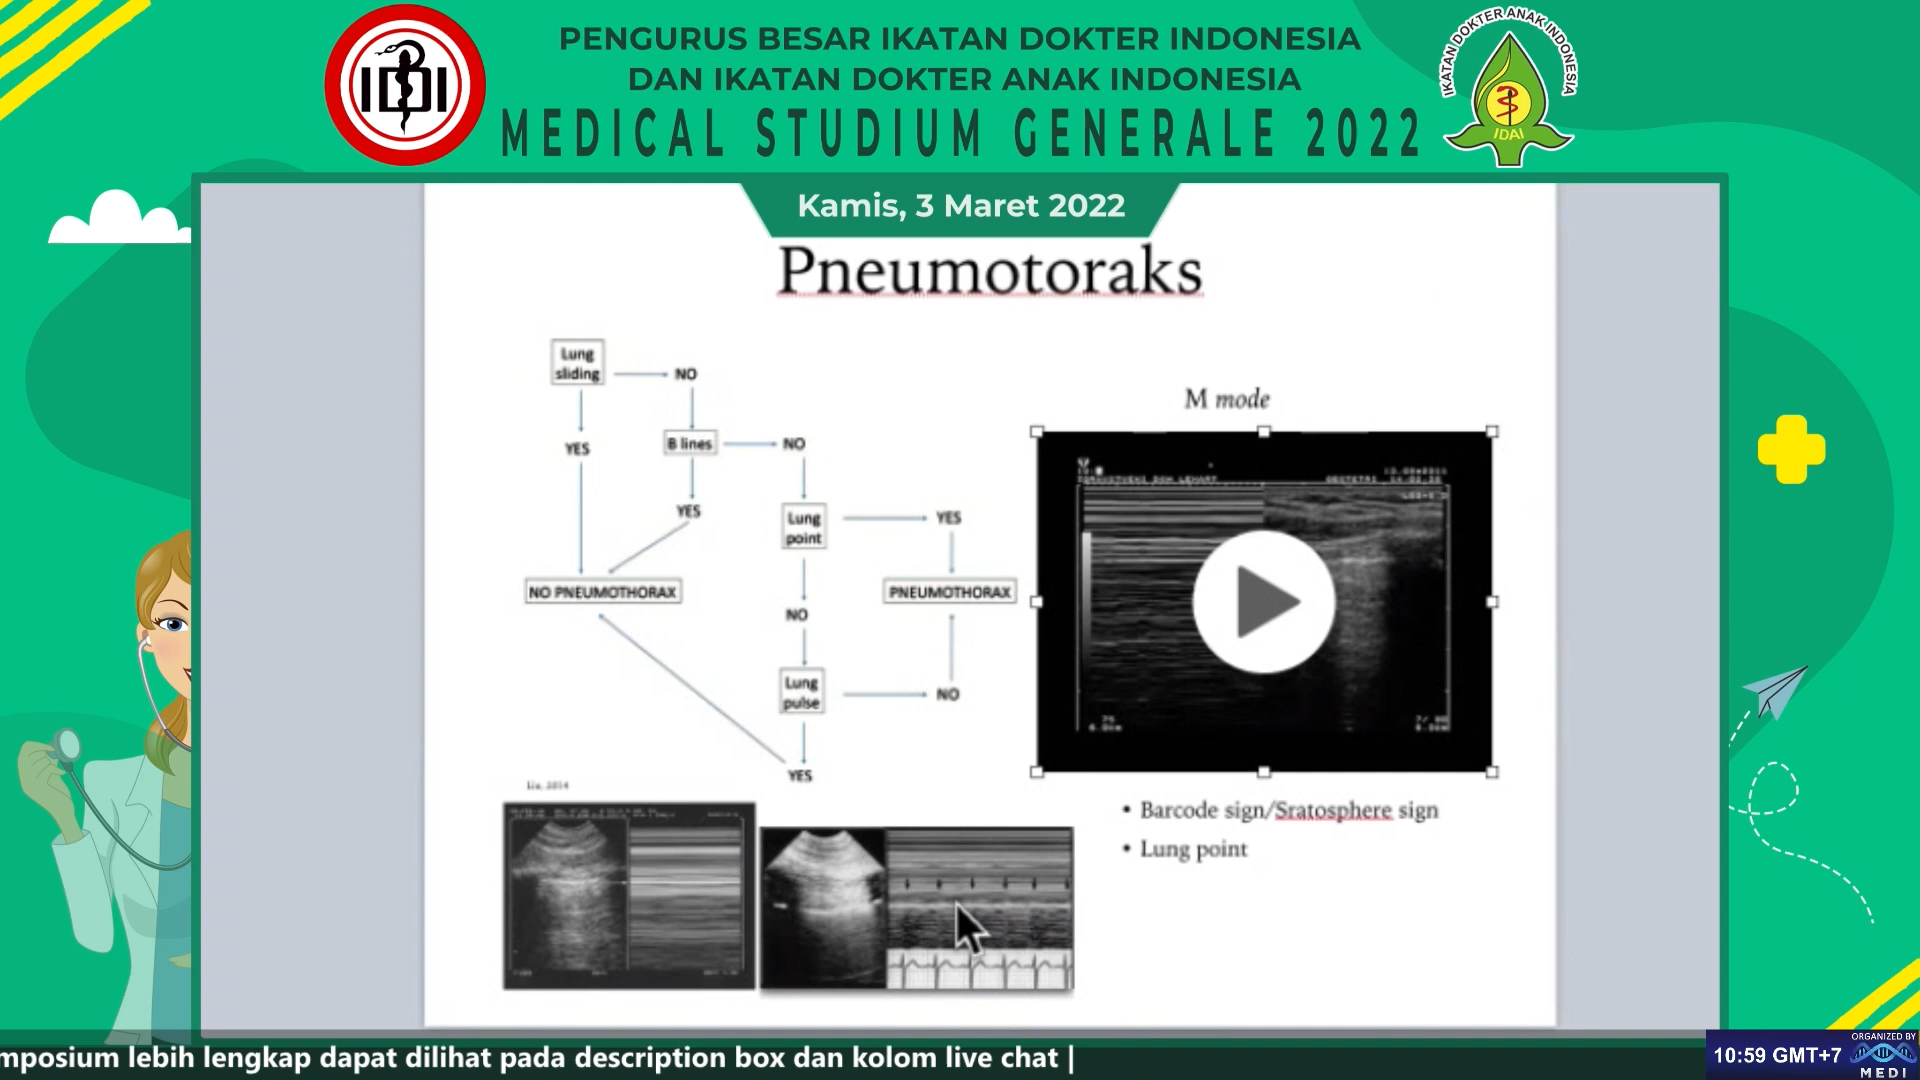 PENGURUS BESAR IKATAN DOKTER INDONESIA
DAN IKATAN DOKTER ANAK INDONESIA
MEDICAL STUDIUM GENERALE 2022
IDI
IKATAN DOKTER ANAK INDONESIA
IDAI
Kamis, 3 Maret 2022
Pneumotoraks
Lung
sliding
NO
YES
B lines
NO
YES
Lung
point
YES
NO PNEUMOTHORAX
PNEUMOTHORAX
NO
Lung
pulse
NO
YES
M mode
• Barcode sign/Sratosphere sign
• Lung point
mposium lebih lengkap dapat dilihat pada description box dan kolom live chat |
10:59 GMT+7
ORGANIZED BY
MEDI